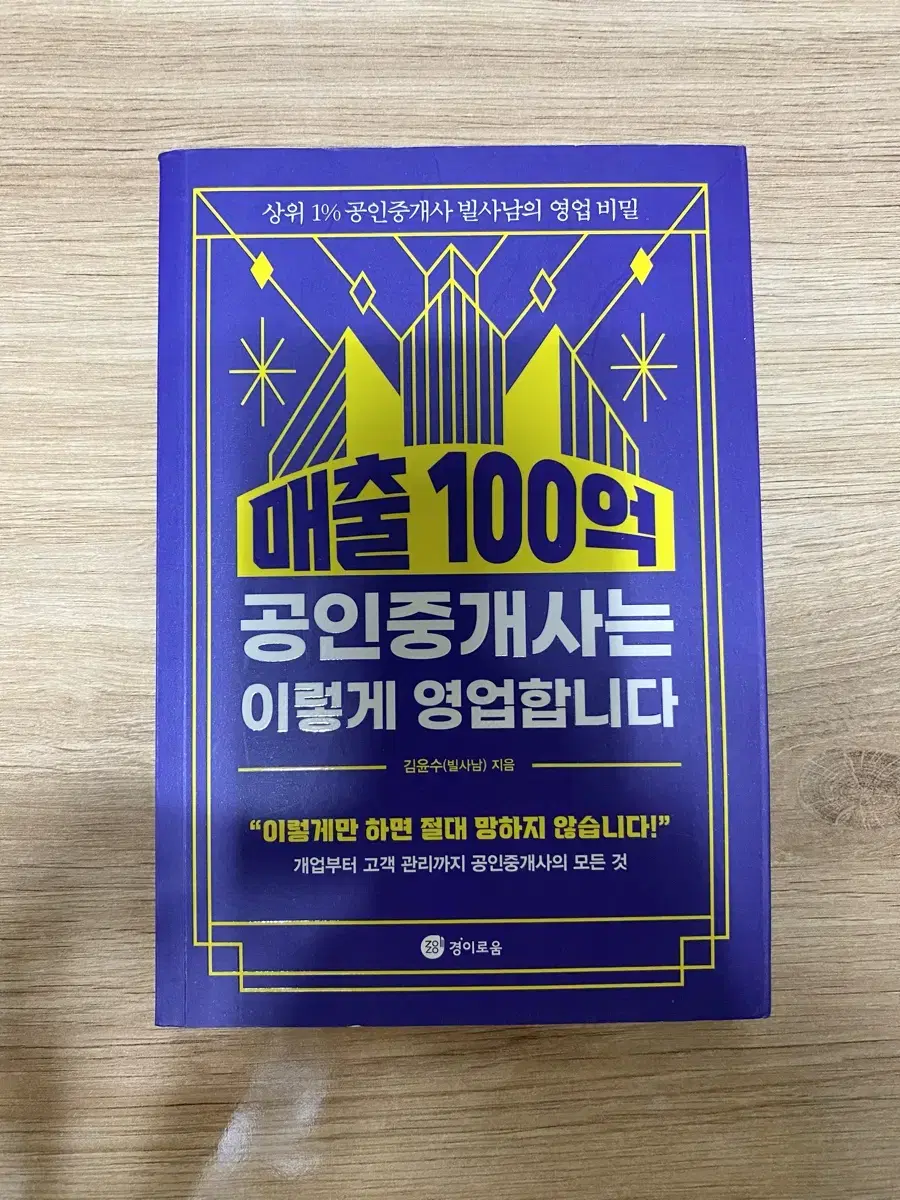 상위 1% 공인중개사 빌사남의 영업 비밀
매출 100억
공인중개사는
이렇게 영업합니다
김윤수(빌사남) 지음
“이렇게만 하면 절대 망하지 않습니다!”
개업부터 고객 관리까지 공인중개사의 모든 것
경이로움